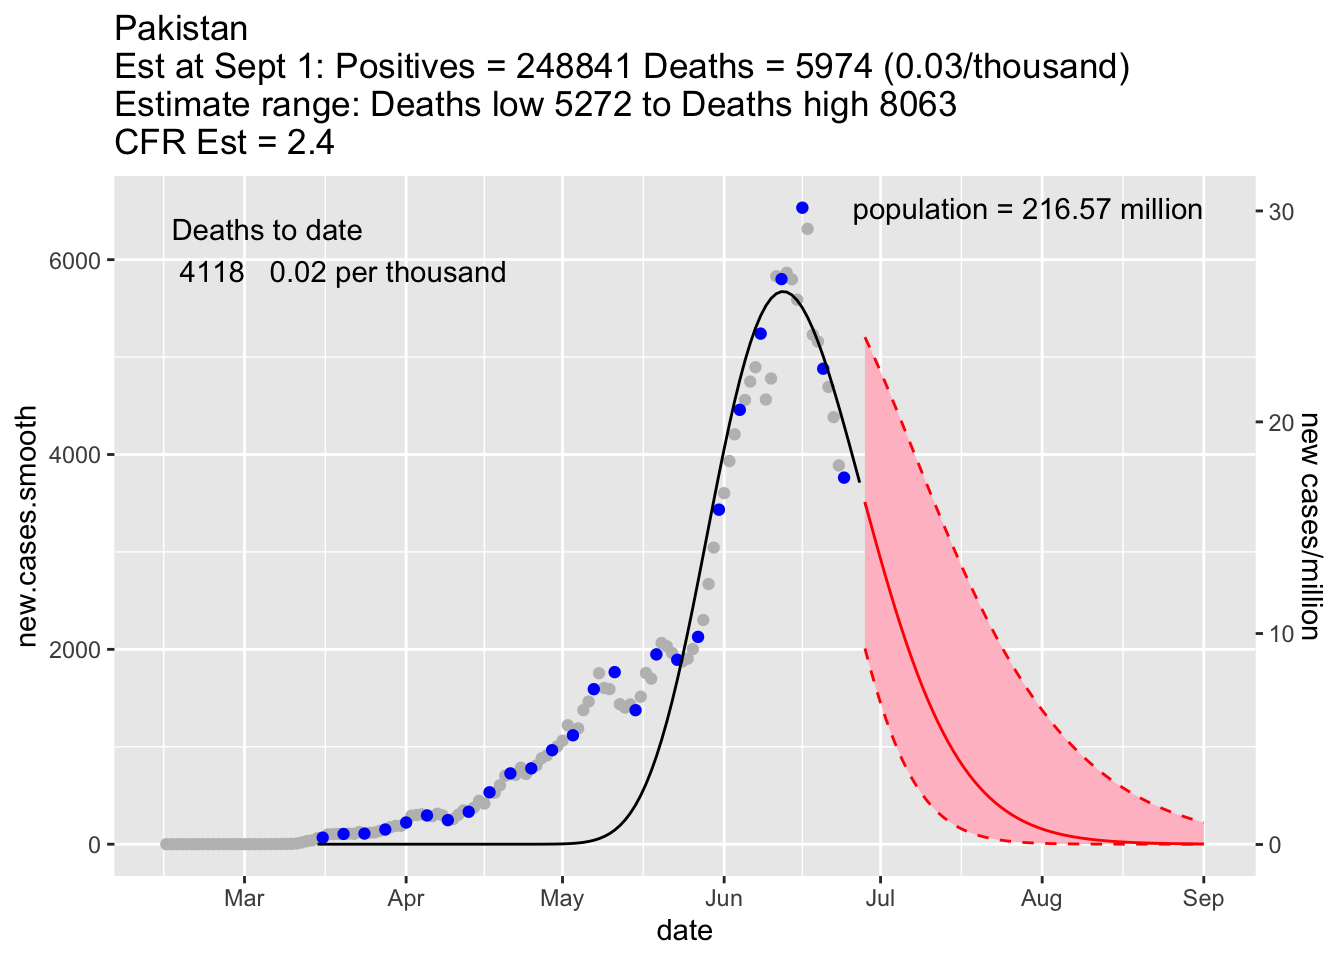 Pakistan
Est at Sept 1: Positives = 248841 Deaths = 5974 (0.03/thousand)
Estimate range: Deaths low 5272 to Deaths high 8063
CFR Est = 2.4
population = 216.57 million
Deaths to date
4118 0.02 per thousand
new.cases.smooth
6000
4000
2000
0
30
20
10
0
new cases/million
Mar Apr May Jun Jul Aug Sep
date